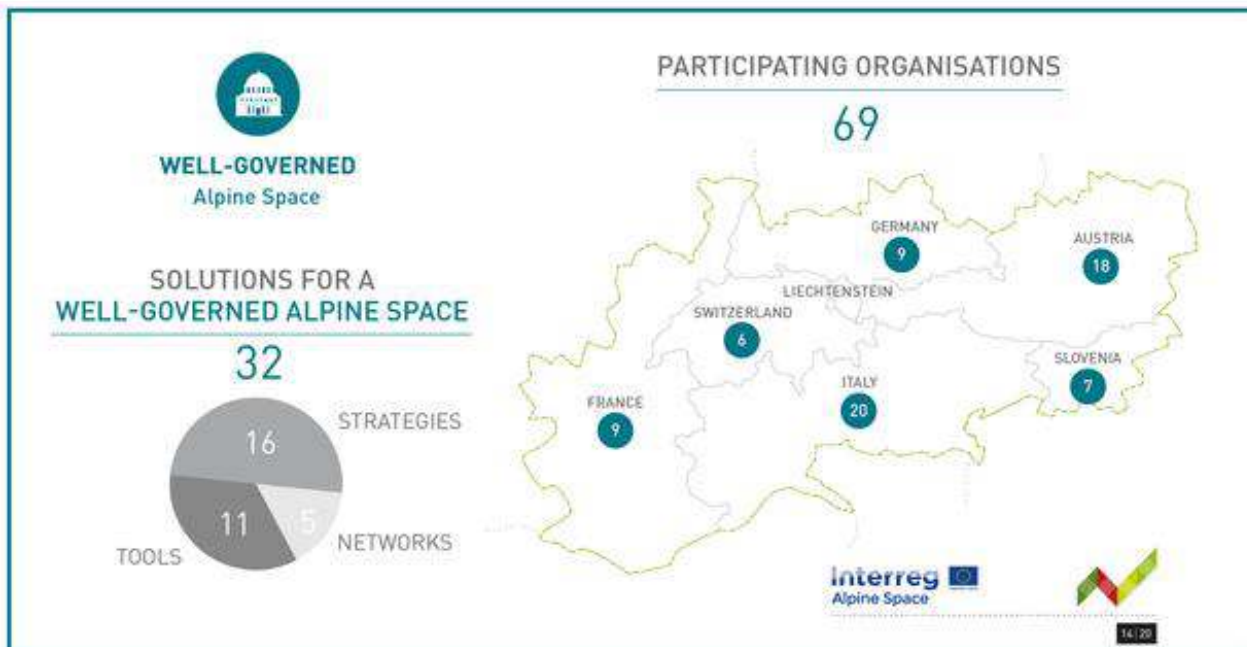 WELL-GOVERNED
Alpine Space
SOLUTIONS FOR A
WELL-GOVERNED ALPINE SPACE
32
16
STRATEGIES
11
TOOLS
5
NETWORKS
PARTICIPATING ORGANISATIONS
69
GERMANY
9
AUSTRIA
18
LIECHTENSTEIN
SWITZERLAND
6
SLOVENIA
7
ITALY
20
FRANCE
9
Interreg
Alpine Space
14|20